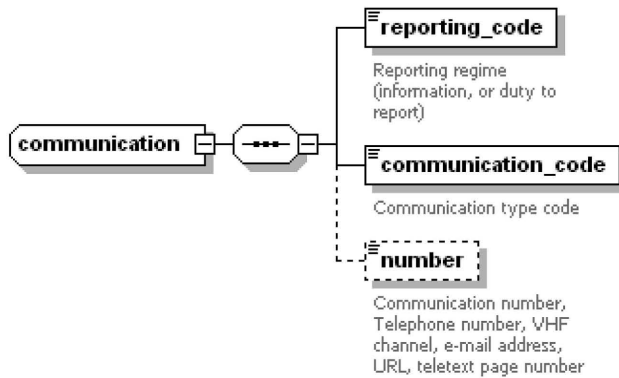 reporting_code
Reporting regime
(information, or duty to
report)
communication
communication_code
Communication type code
number
Communication number,
Telephone number, VHF
channel, e-mail address,
URL, teletext page number